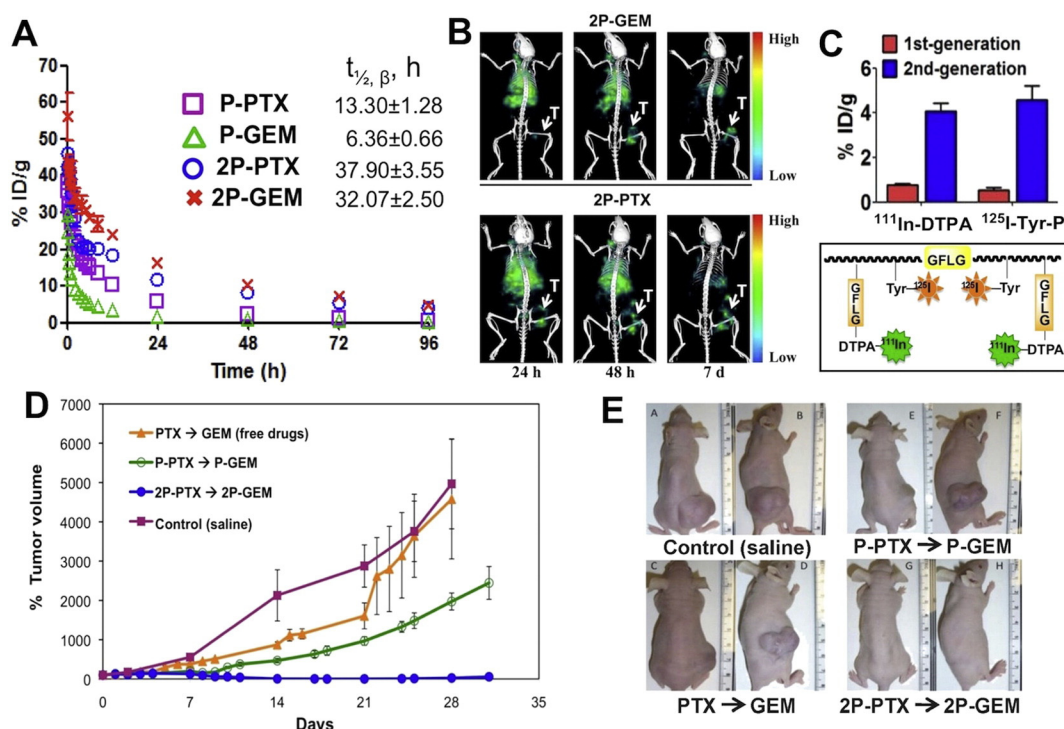 A
% ID/g
70
60
50
40
30
20
10
0
0
24
48
72
96
Time (h)
t½, β, h
P-PTX 13.30±1.28
P-GEM 6.36±0.66
2P-PTX 37.90±3.55
2P-GEM 32.07±2.50
B
2P-GEM
T
T
T
High
Low
2P-PTX
T
T
T
High
Low
24 h 48 h 7 d
C
1st-generation
2nd-generation
% ID/g
5.0
2.5
0.0
¹¹¹In-DTPA ¹²⁵I-Tyr-P
GFLG
Tyr ¹²⁵I ¹²⁵I Tyr
GFLG
GFLG
DTPA
¹¹¹In
¹¹¹In
DTPA
D
% Tumor volume
7000
6000
5000
4000
3000
2000
1000
0
0 7 14 21 28 35
Days
PTX → GEM (free drugs)
P-PTX → P-GEM
2P-PTX → 2P-GEM
Control (saline)
E
A B E F
Control (saline) P-PTX → P-GEM
C D G H
PTX → GEM 2P-PTX → 2P-GEM